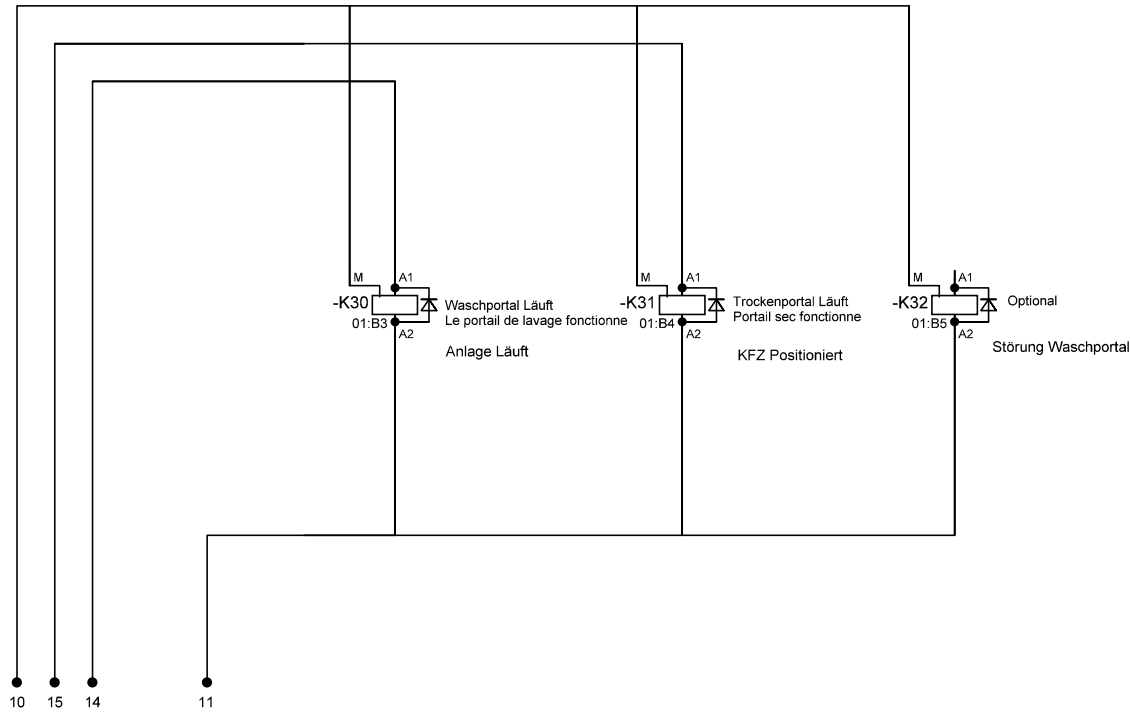 M
A1
-K30
01:B3
A2
Waschportal Läuft
Le portail de lavage fonctionne
Anlage Läuft
M
A1
-K31
01:B4
A2
Trockenportal Läuft
Portail sec fonctionne
KFZ Positioniert
M
A1
-K32
01:B5
A2
Optional
Störung Waschportal
10
15
14
11